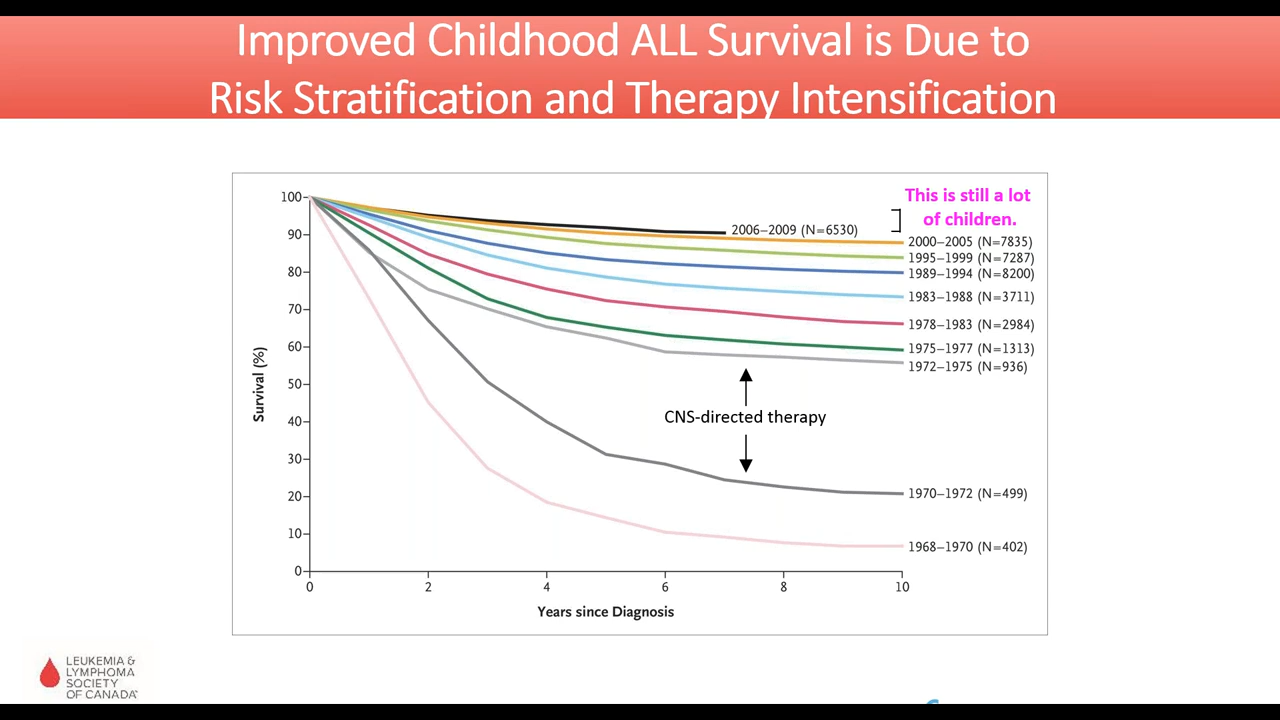 Improved Childhood ALL Survival is Due to
Risk Stratification and Therapy Intensification
This is still a lot
of children.
100
90
80
70
60
50
40
30
20
10
0
Survival (%)
2006–2009 (N=6530)
2000–2005 (N=7835)
1995–1999 (N=7287)
1989–1994 (N=8200)
1983–1988 (N=3711)
1978–1983 (N=2984)
1975–1977 (N=1313)
1972–1975 (N=936)
CNS-directed therapy
1970–1972 (N=499)
1968–1970 (N=402)
0 2 4 6 8 10
Years since Diagnosis
LEUKEMIA &
LYMPHOMA
SOCIETY
OF CANADA